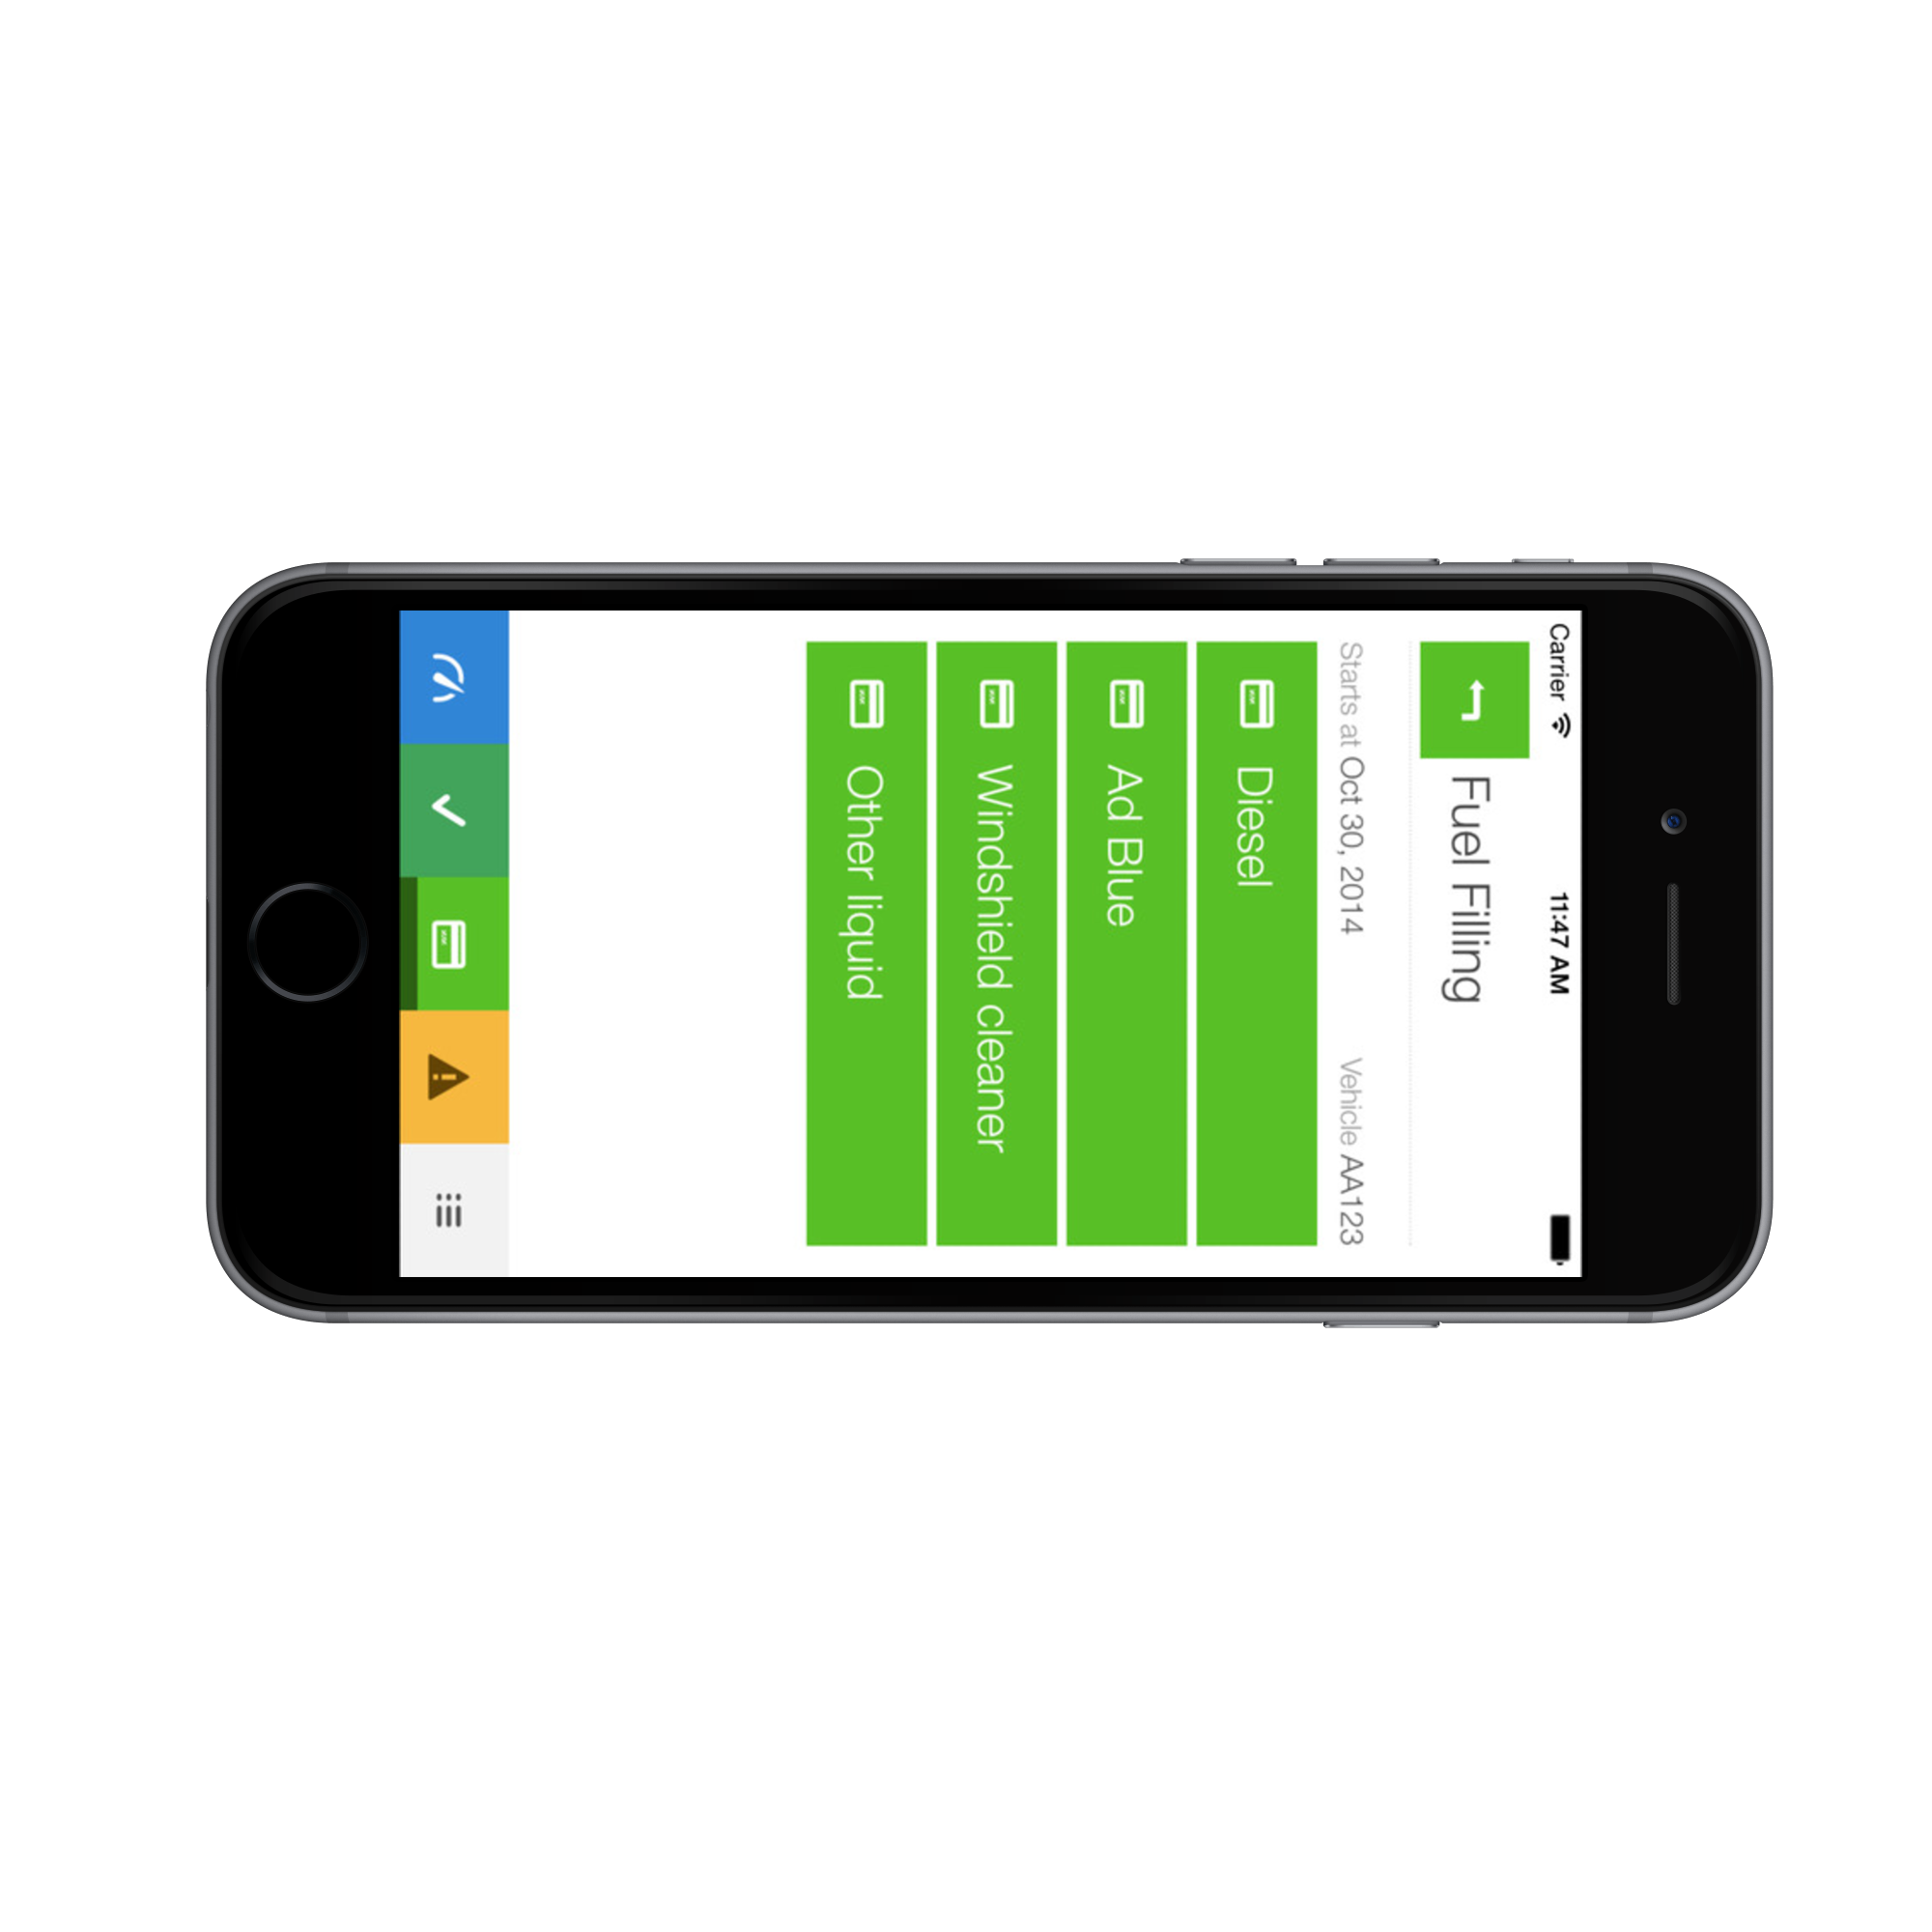 Carrier 11:47 AM
Fuel Filling
Starts at Oct 30, 2014 Vehicle AA123
Diesel
Ad Blue
Windshield cleaner
Other liquid